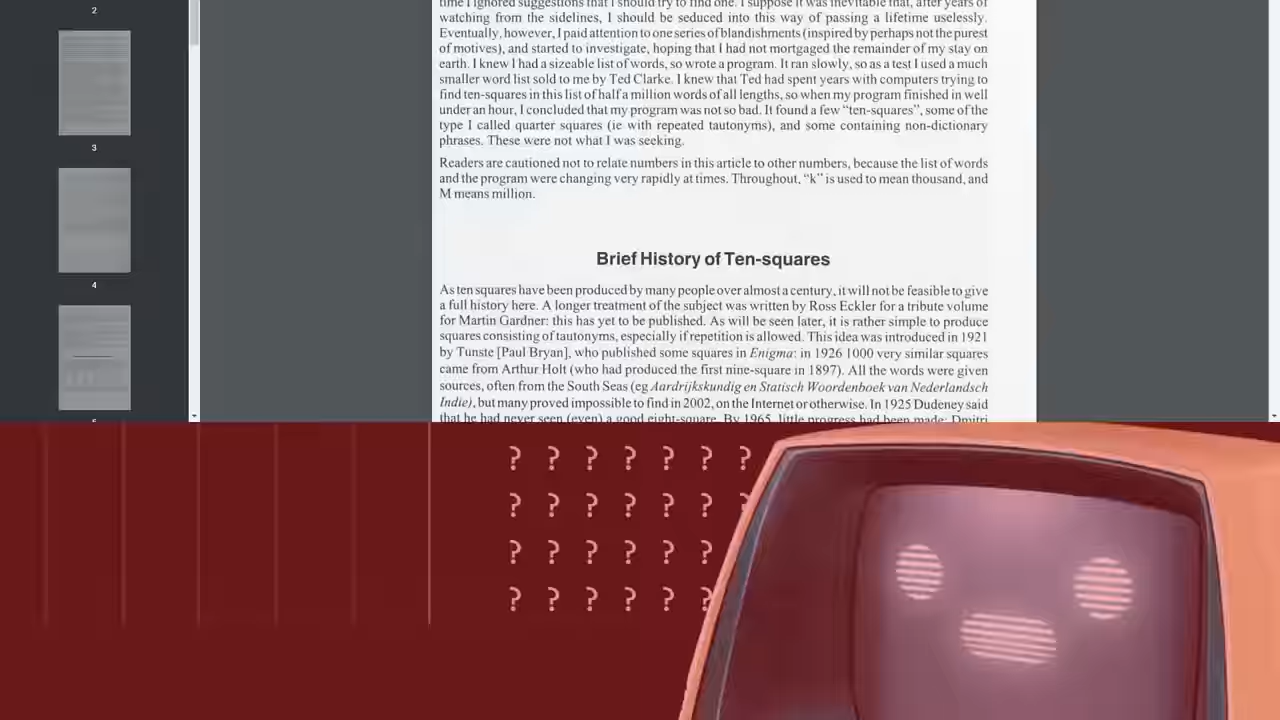 2
3
4
time I ignored suggestions that I should try to find one. I suppose it was inevitable that, after years of
watching from the sidelines, I should be seduced into this way of passing a lifetime uselessly.
Eventually, however, I paid attention to one series of blandishments (inspired by perhaps not the purest
of motives), and started to investigate, hoping that I had not mortgaged the remainder of my stay on
earth. I knew I had a sizeable list of words, so wrote a program. It ran slowly, so as a test I used a much
smaller word list sold to me by Ted Clarke. I knew that Ted had spent years with computers trying to
find ten-squares in this list of half a million words of all lengths, so when my program finished in well
under an hour, I concluded that my program was not so bad. It found a few “ten-squares”, some of the
type I called quarter squares (ie with repeated tautonyms), and some containing non-dictionary
phrases. These were not what I was seeking.
Readers are cautioned not to relate numbers in this article to other numbers, because the list of words
and the program were changing very rapidly at times. Throughout, “k” is used to mean thousand, and
M means million.
Brief History of Ten-squares
As ten squares have been produced by many people over almost a century, it will not be feasible to give
a full history here. A longer treatment of the subject was written by Ross Eckler for a tribute volume
for Martin Gardner: this has yet to be published. As will be seen later, it is rather simple to produce
squares consisting of tautonyms, especially if repetition is allowed. This idea was introduced in 1921
by Tunste [Paul Bryan], who published some squares in Enigma: in 1926 1000 very similar squares
came from Arthur Holt (who had produced the first nine-square in 1897). All the words were given
sources, often from the South Seas (eg Aardrijkskundig en Statisch Woordenboek van Nederlandsch
Indie), but many proved impossible to find in 2002, on the Internet or otherwise. In 1925 Dudeney said
that he had never seen (even) a good eight-square. By 1965, little progress had been made: Dmitri
? ? ? ? ? ? ?
? ? ? ? ? ?
? ? ? ? ? ?
? ? ? ? ? ?